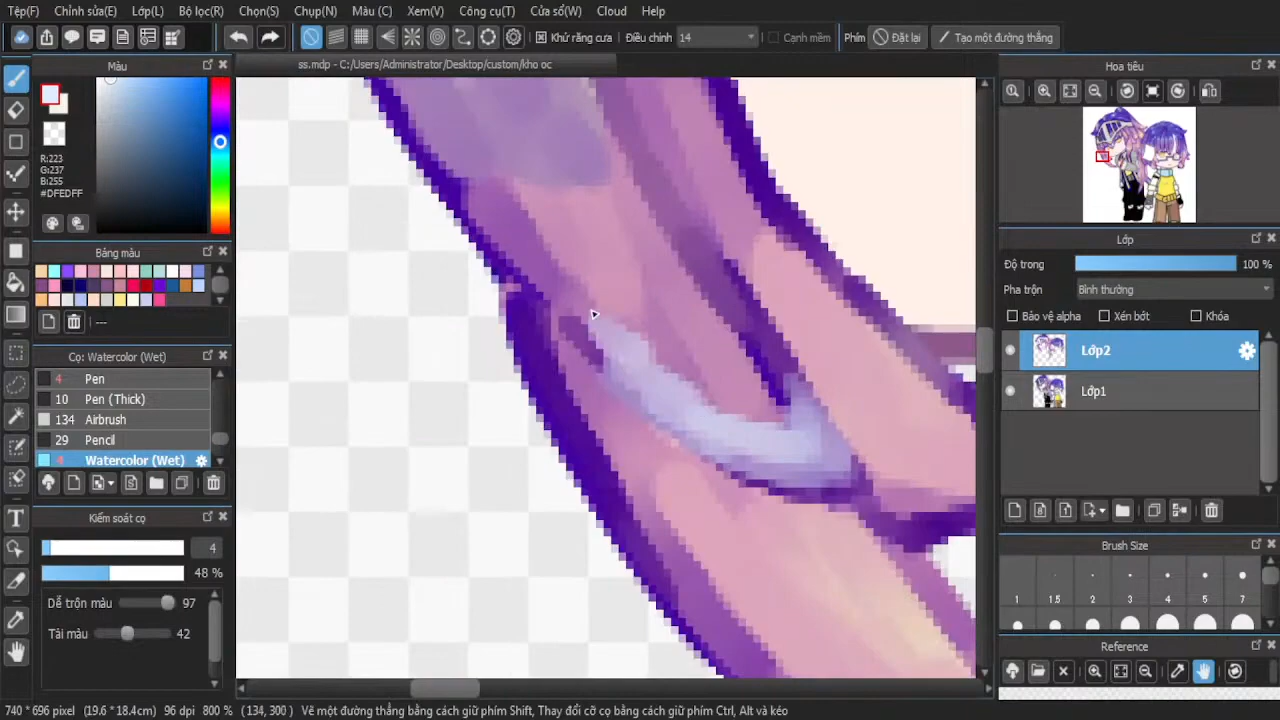 Tệp(F) Chỉnh sửa(E) Lớp(L) Bộ lọc(R) Chọn(S) Chụp(N) Màu (C) Xem(V) Công cụ(T) Cửa sổ(W) Cloud Help
Khử răng cưa Điều chỉnh 14 Cạnh mềm Phím Đặt lại Tạo một đường thẳng
Màu
ss.mdp - C:/Users/Administrator/Desktop/custom/kho oc
Hoa tiêu
R:223
G:237
B:255
#DFEDFF
Bảng màu
---
Cọ: Watercolor (Wet)
4 Pen
10 Pen (Thick)
134 Airbrush
29 Pencil
4 Watercolor (Wet)
Kiểm soát cọ
4
48 %
Dễ trộn màu 97
Tải màu 42
Lớp
Độ trong 100 %
Pha trộn Bình thường
Bảo vệ alpha Xén bớt Khóa
Lớp2
Lớp1
Brush Size
1 1.5 2 3 4 5 7
Reference
740 * 696 pixel (19.6 * 18.4cm) 96 dpi 800 % (134, 300) Vẽ một đường thẳng bằng cách giữ phím Shift, Thay đổi cỡ cọ bằng cách giữ phím Ctrl, Alt và kéo